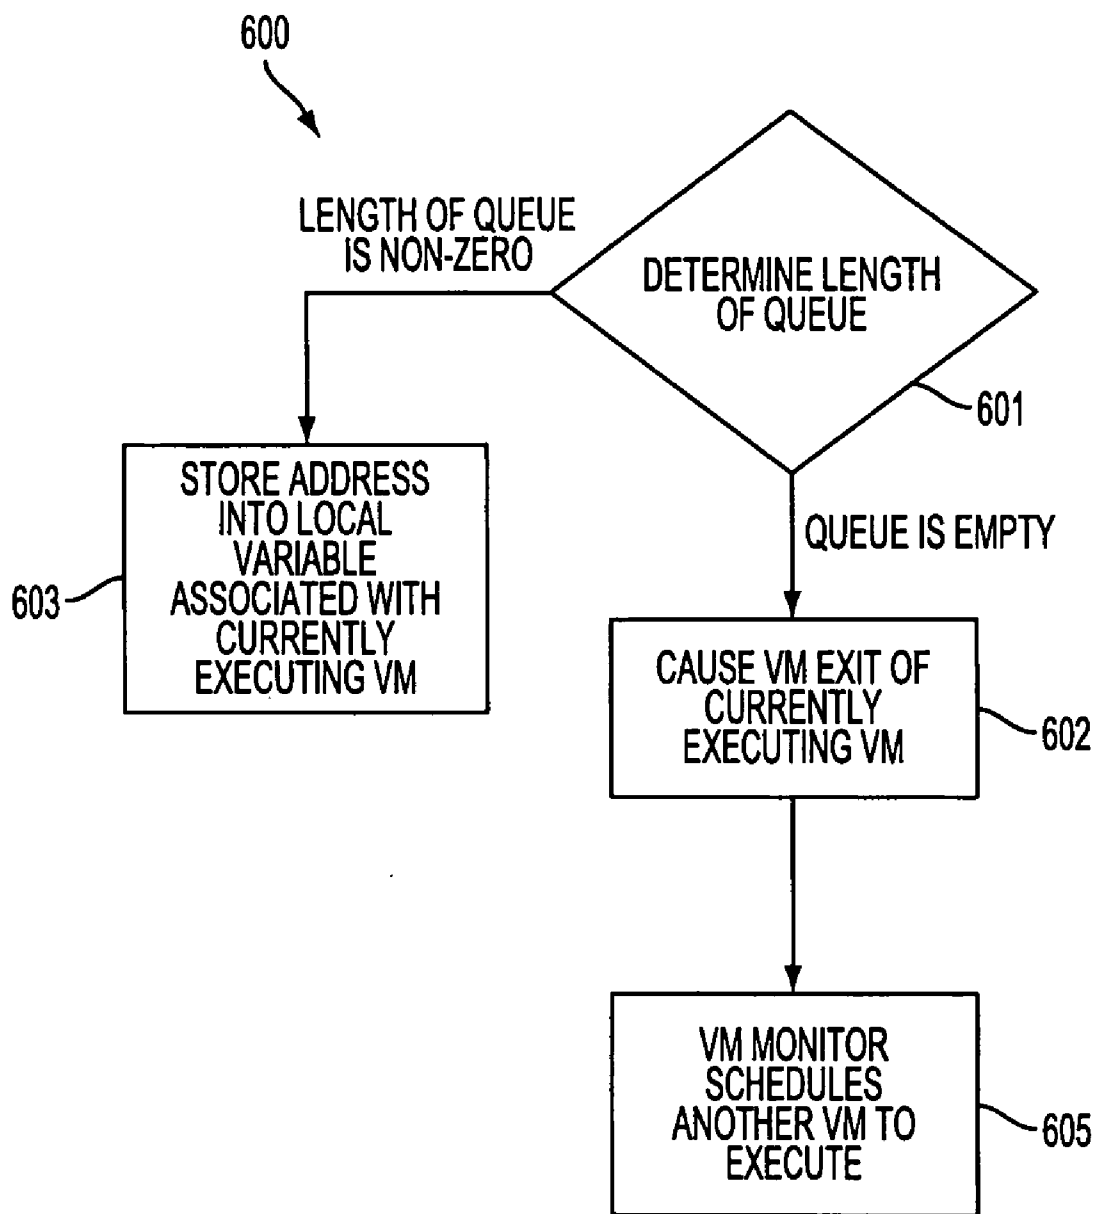 600
LENGTH OF QUEUE
IS NON-ZERO
DETERMINE LENGTH
OF QUEUE
601
STORE ADDRESS
INTO LOCAL
VARIABLE
ASSOCIATED WITH
CURRENTLY
EXECUTING VM
603
QUEUE IS EMPTY
CAUSE VM EXIT OF
CURRENTLY
EXECUTING VM
602
VM MONITOR
SCHEDULES
ANOTHER VM TO
EXECUTE
605